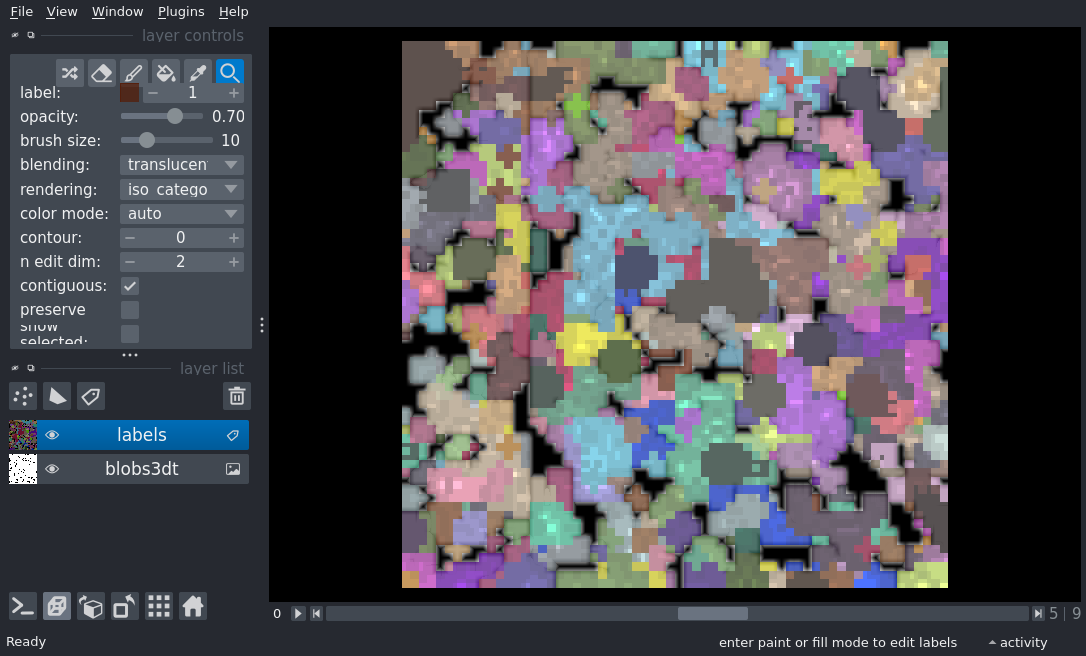 File View Window Plugins Help
layer controls
label: 1
opacity: 0.70
brush size: 10
blending: translucen
rendering: iso_catego
color mode: auto
contour: 0
n edit dim: 2
contiguous:
preserve
show
selected:
layer list
labels
blobs3dt
0 5 | 9
Ready enter paint or fill mode to edit labels activity